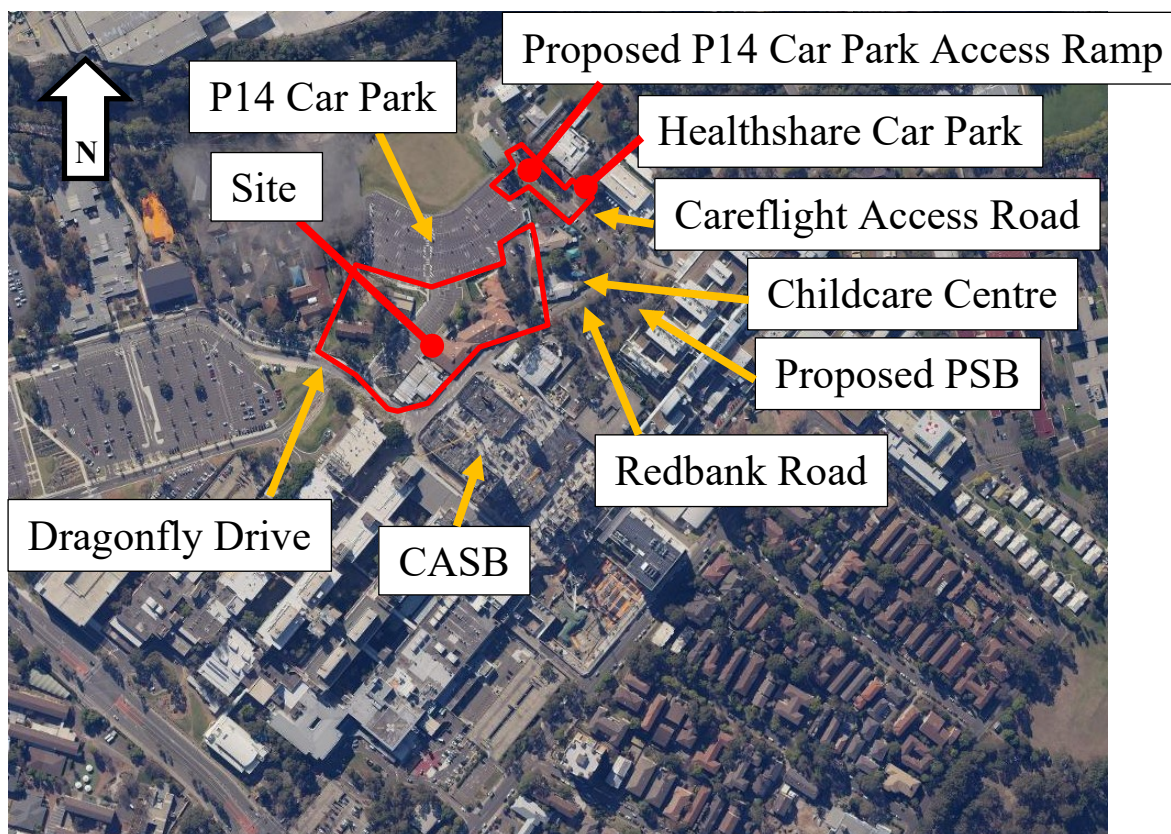 Proposed P14 Car Park Access Ramp
P14 Car Park
Healthshare Car Park
N
Site
Careflight Access Road
Childcare Centre
Proposed PSB
Redbank Road
Dragonfly Drive
CASB